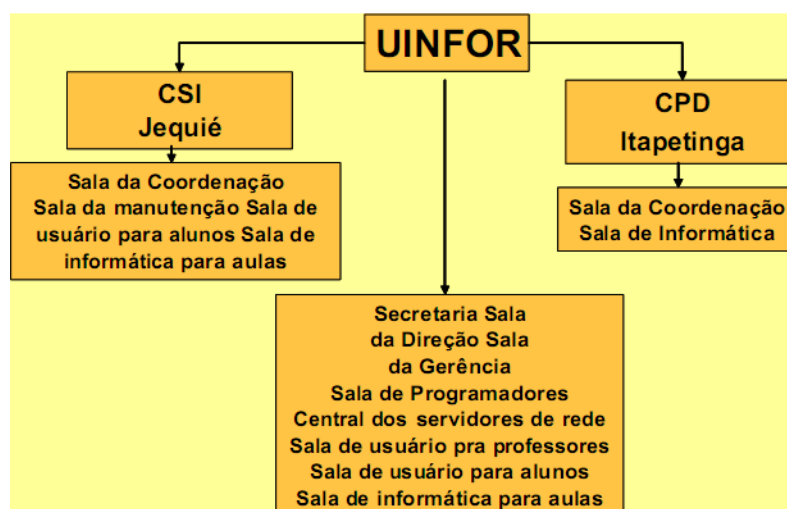 UINFOR
CSI
Jequié
CPD
Itapetinga
Sala da Coordenação
Sala da manutenção Sala de
usuário para alunos Sala de
informática para aulas
Sala da Coordenação
Sala de Informática
Secretaria Sala
da Direção Sala
da Gerência
Sala de Programadores
Central dos servidores de rede
Sala de usuário pra professores
Sala de usuário para alunos
Sala de informática para aulas